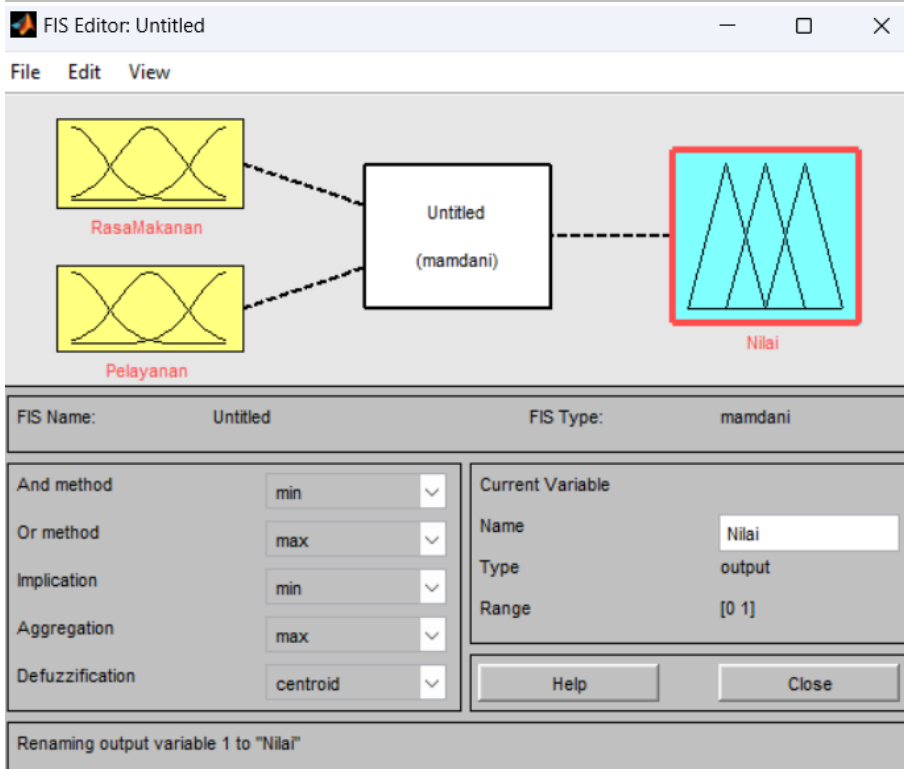 FIS Editor: Untitled
File Edit View
RasaMakanan
Untitled
(mamdani)
Nilai
Pelayanan
FIS Name: Untitled FIS Type: mamdani
And method min
Or method max
Implication min
Aggregation max
Defuzzification centroid
Current Variable
Name Nilai
Type output
Range [0 1]
Help Close
Renaming output variable 1 to "Nilai"